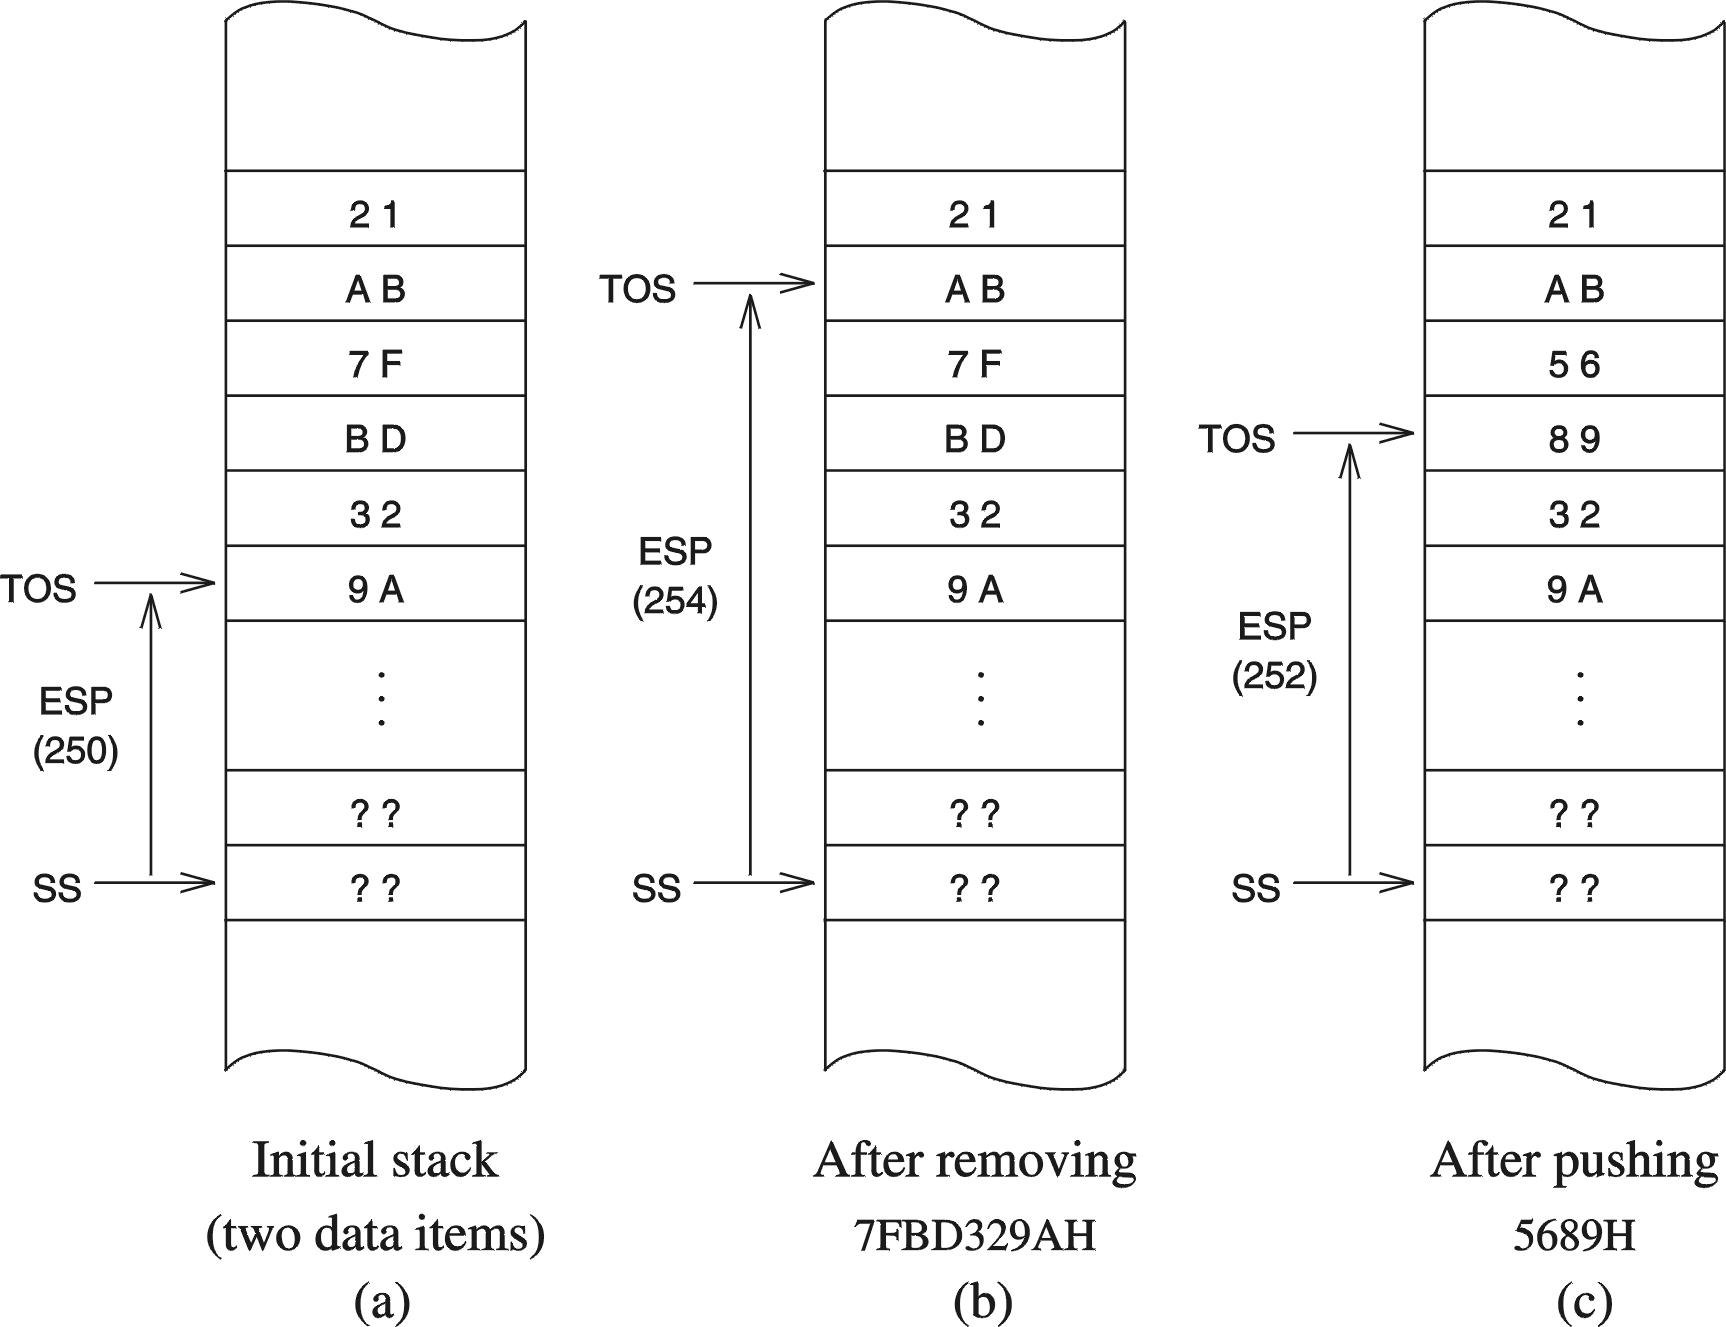 2 1
A B
7 F
B D
3 2
TOS
9 A
ESP
(250)
? ?
SS
? ?
Initial stack
(two data items)
(a)
2 1
TOS
A B
7 F
B D
3 2
ESP
(254)
9 A
? ?
SS
? ?
After removing
7FBD329AH
(b)
2 1
A B
5 6
TOS
8 9
3 2
9 A
ESP
(252)
? ?
SS
? ?
After pushing
5689H
(c)